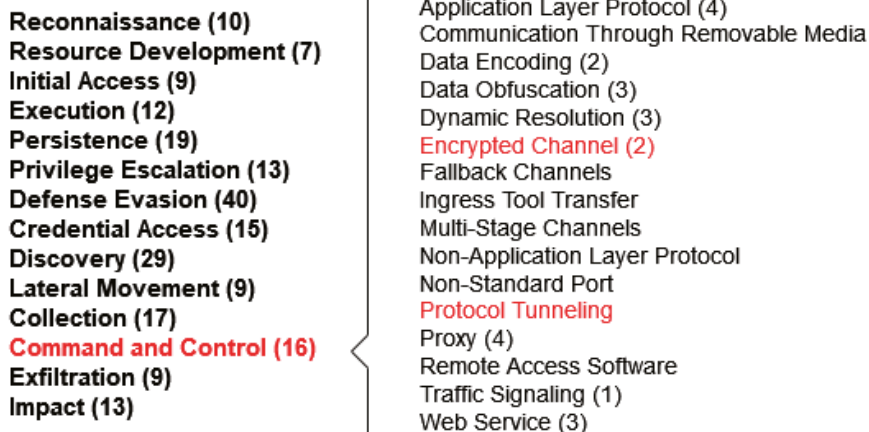 Reconnaissance (10)
Resource Development (7)
Initial Access (9)
Execution (12)
Persistence (19)
Privilege Escalation (13)
Defense Evasion (40)
Credential Access (15)
Discovery (29)
Lateral Movement (9)
Collection (17)
Command and Control (16)
Exfiltration (9)
Impact (13)
Application Layer Protocol (4)
Communication Through Removable Media
Data Encoding (2)
Data Obfuscation (3)
Dynamic Resolution (3)
Encrypted Channel (2)
Fallback Channels
Ingress Tool Transfer
Multi-Stage Channels
Non-Application Layer Protocol
Non-Standard Port
Protocol Tunneling
Proxy (4)
Remote Access Software
Traffic Signaling (1)
Web Service (3)